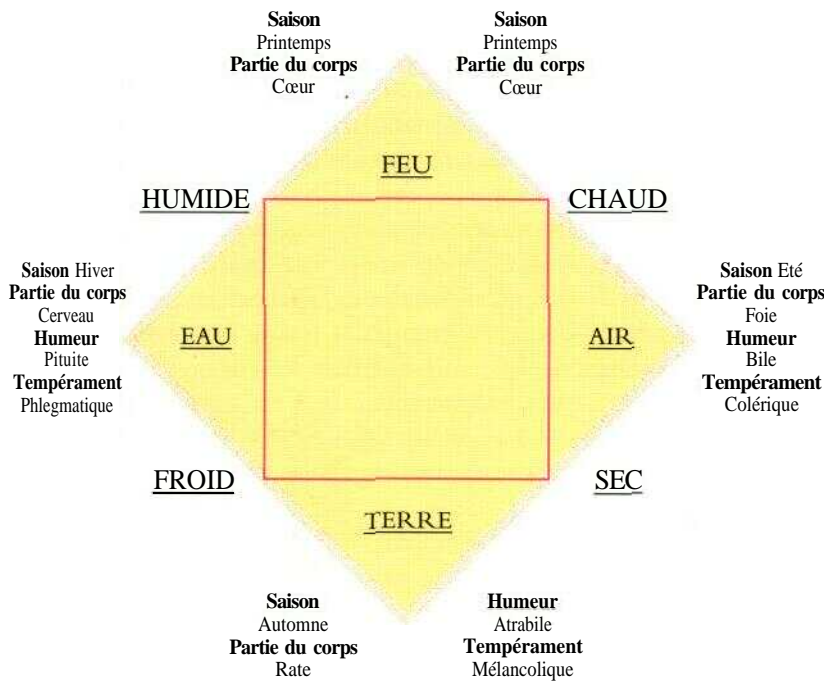 Saison
Printemps
Partie du corps
Cœur
Saison
Printemps
Partie du corps
Cœur
FEU
HUMIDE
CHAUD
Saison Hiver
Partie du corps
Cerveau
Humeur
Pituite
Tempérament
Phlegmatique
EAU
AIR
Saison Eté
Partie du corps
Foie
Humeur
Bile
Tempérament
Colérique
FROID
SEC
TERRE
Saison
Automne
Partie du corps
Rate
Humeur
Atrabile
Tempérament
Mélancolique